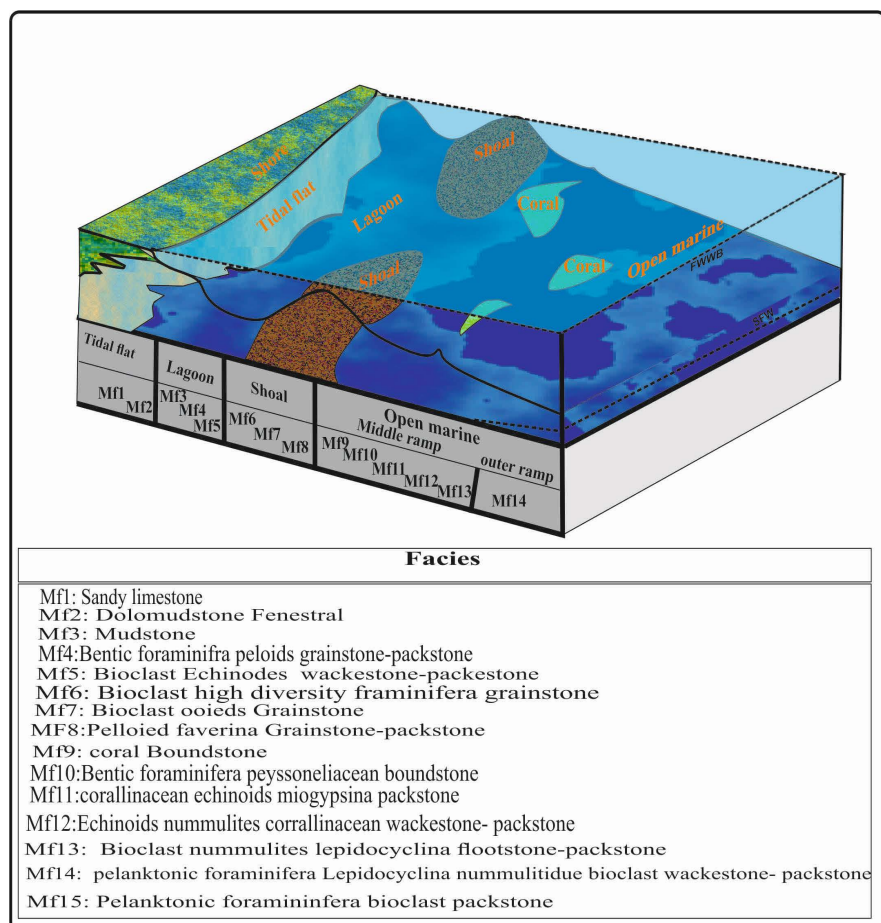 Shore
Tidal flat
Lagoon
Shoal
Coral
Open marine
FWWB
Shoal
Coral
SFW
Tidal flat
Lagoon
Shoal
Open marine
Middle ramp
outer ramp
Mf1
Mf2
Mf3
Mf4
Mf5
Mf6
Mf7
Mf8
Mf9
Mf10
Mf11
Mf12
Mf13
Mf14
Facies
Mf1: Sandy limestone
Mf2: Dolomudstone Fenestral
Mf3: Mudstone
Mf4:Bentic foraminifra peloids grainstone-packstone
Mf5: Bioclast Echinodes wackestone-packestone
Mf6: Bioclast high diversity framinifera grainstone
Mf7: Bioclast ooieds Grainstone
MF8:Pelloied faverina Grainstone-packstone
Mf9: coral Boundstone
Mf10:Bentic foraminifera peyssoneliacean boundstone
Mf11:corallinacean echinoids miogypsina packstone
Mf12:Echinoids nummulites corrallinacean wackestone- packstone
Mf13: Bioclast nummulites lepidocyclina flootstone-packstone
Mf14: pelanktonic foraminifera Lepidocyclina nummulitidue bioclast wackestone- packstone
Mf15: Pelanktonic foramininfera bioclast packstone